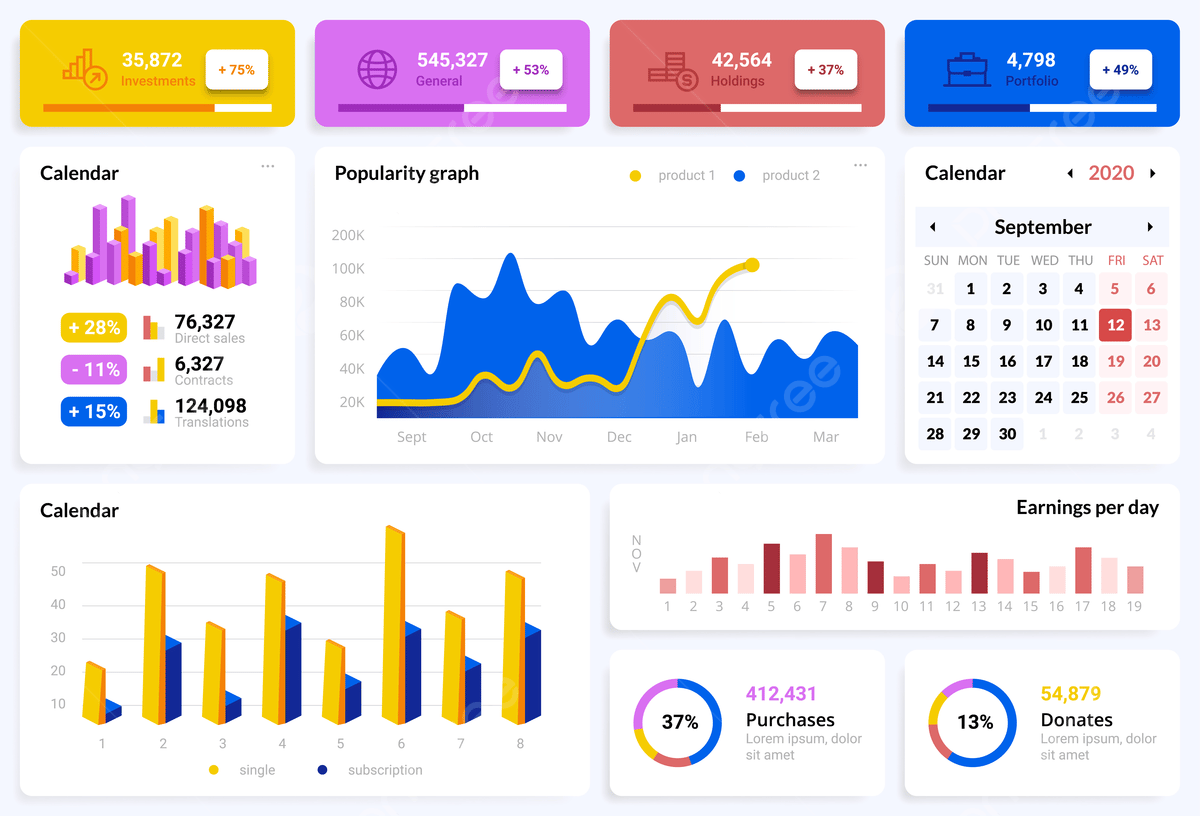 35,872
Investments
+ 75%
545,327
General
+ 53%
42,564
Holdings
+ 37%
4,798
Portfolio
+ 49%
Calendar
+ 28%
76,327
Direct sales
- 11%
6,327
Contracts
+ 15%
124,098
Translations
Popularity graph
product 1
product 2
200K
100K
80K
60K
40K
20K
Sept Oct Nov Dec Jan Feb Mar
Calendar
2020
September
SUN MON TUE WED THU FRI SAT
31 1 2 3 4 5 6
7 8 9 10 11 12 13
14 15 16 17 18 19 20
21 22 23 24 25 26 27
28 29 30 1 2 3 4
Calendar
50
40
30
20
10
1 2 3 4 5 6 7 8
single
subscription
Earnings per day
N
O
V
1 2 3 4 5 6 7 8 9 10 11 12 13 14 15 16 17 18 19
37%
412,431
Purchases
Lorem ipsum, dolor
sit amet
13%
54,879
Donates
Lorem ipsum, dolor
sit amet